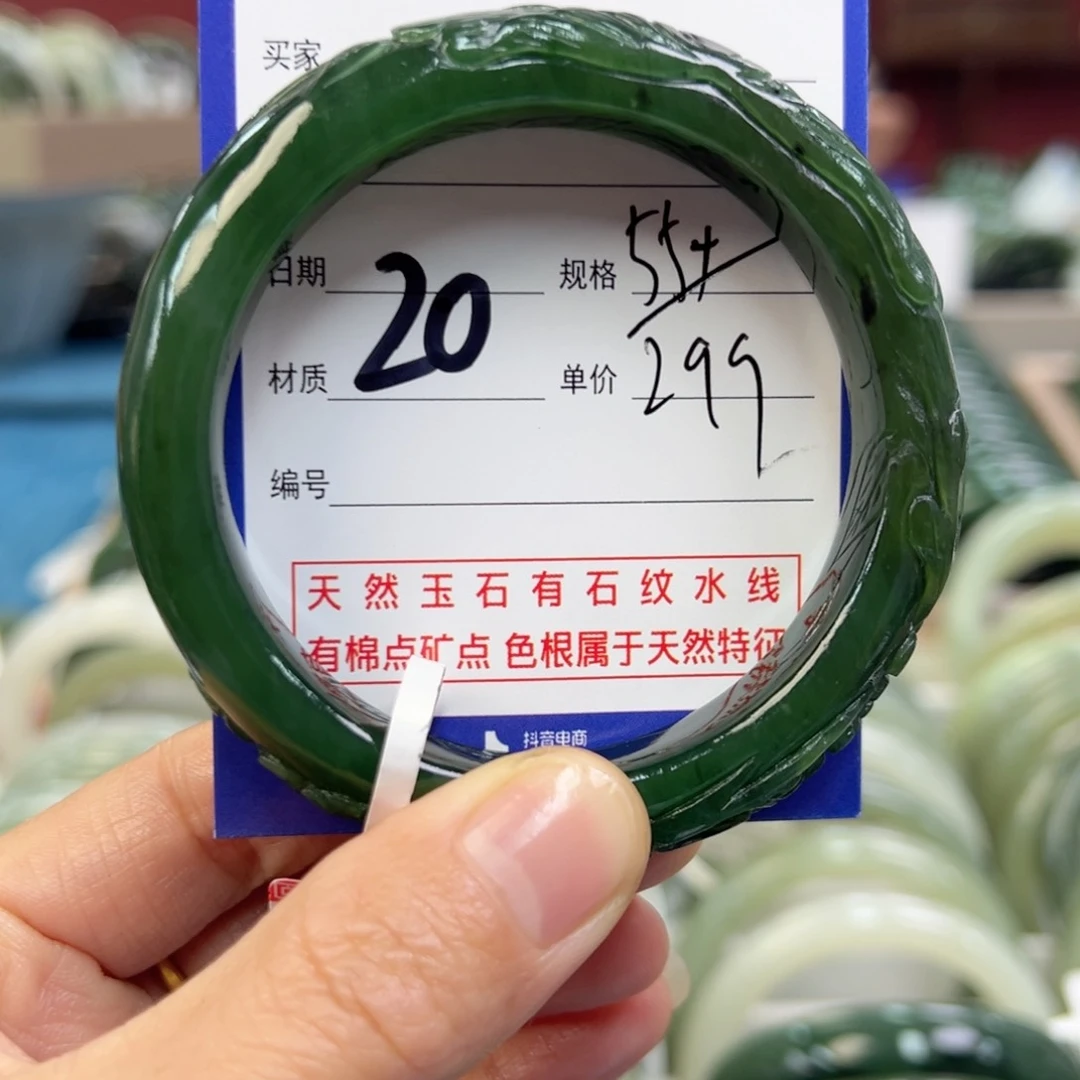 买家
日期 20 规格 554
材质 单价 299
编号
天然玉石有石纹水线
有棉点矿点 色根属于天然特征
抖音电商